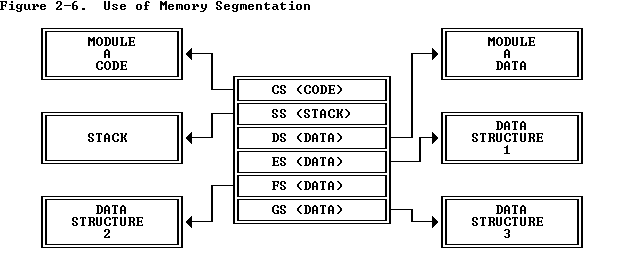 Figure 2-6.  Use of Memory Segmentation
MODULE
A
CODE
STACK
DATA
STRUCTURE
2
CS (CODE)
SS (STACK)
DS (DATA)
ES (DATA)
FS (DATA)
GS (DATA)
MODULE
A
DATA
DATA
STRUCTURE
1
DATA
STRUCTURE
3